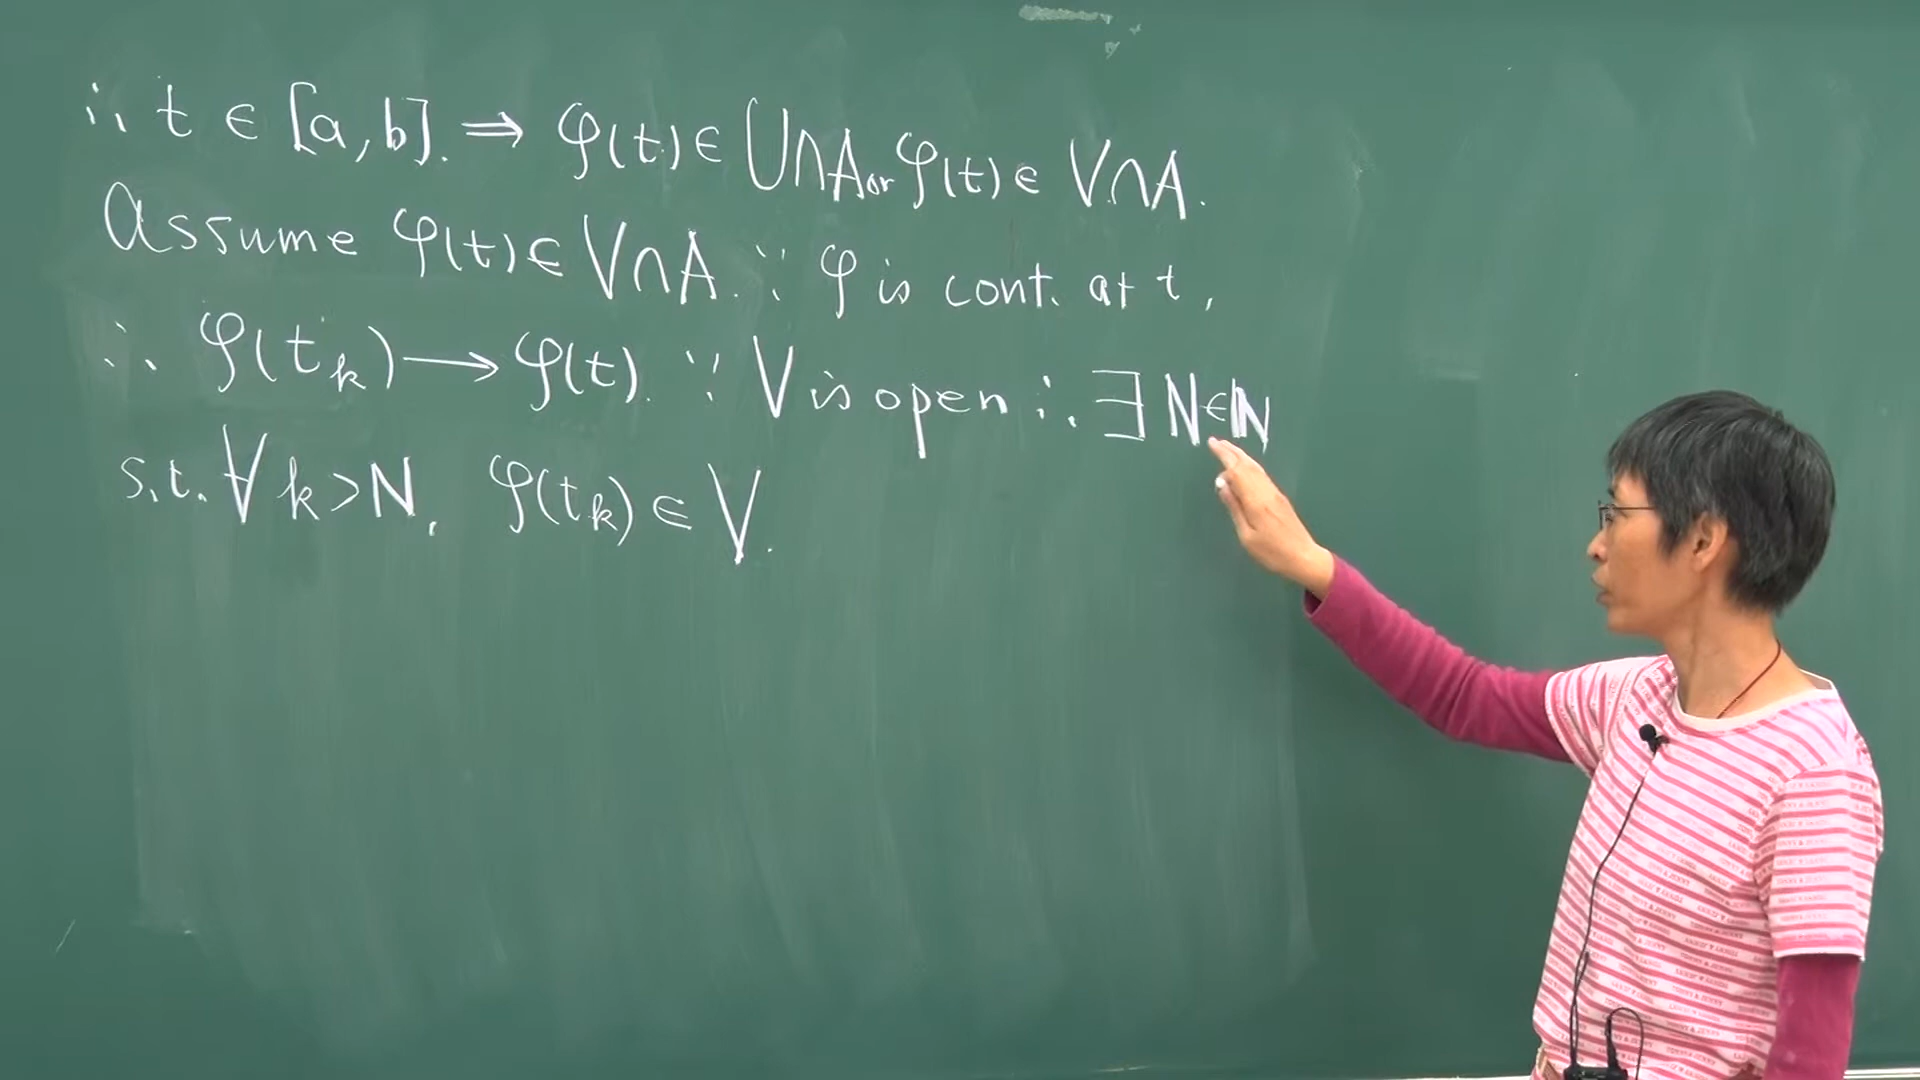 ∴ t ∈ [a, b]. ⇒ φ(t) ∈ U∩A or φ(t) ∈ V∩A.
Assume φ(t) ∈ V∩A. ∵ φ is cont. at t,
∴ φ(t_k) → φ(t). ∵ V is open ∴ ∃ N ∈ ℕ
s.t. ∀ k > N, φ(t_k) ∈ V.